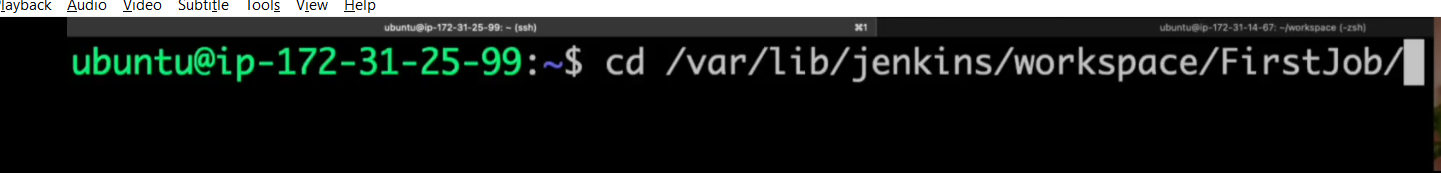 layback Audio Video Subtitle Tools View Help
ubuntu@ip-172-31-25-99: ~ (ssh) ⌘1 ubuntu@ip-172-31-14-67: ~/workspace (-zsh)
ubuntu@ip-172-31-25-99:~$ cd /var/lib/jenkins/workspace/FirstJob/